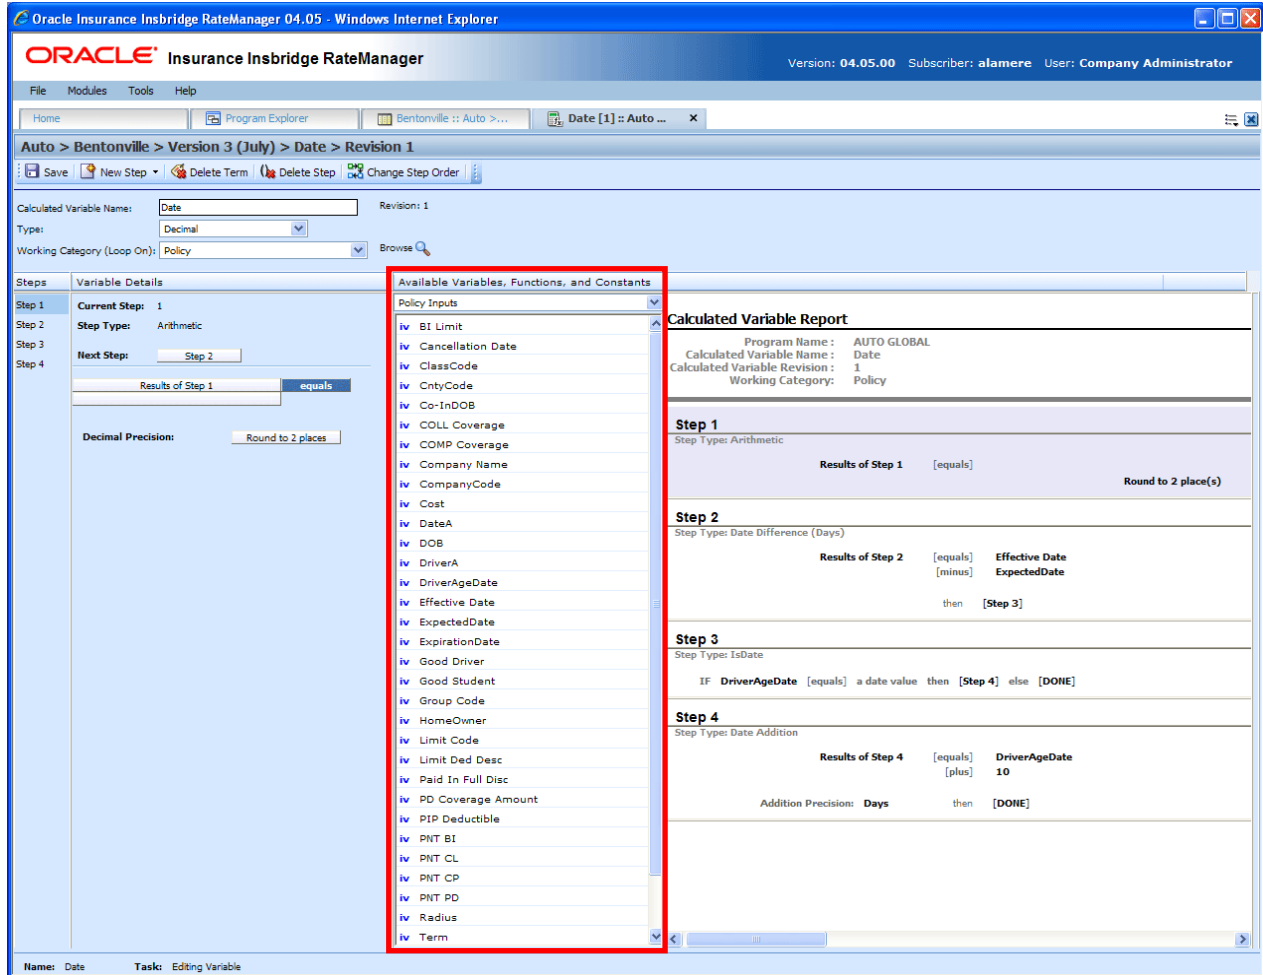 Oracle Insurance Insbridge RateManager 04.05 - Windows Internet Explorer
ORACLE Insurance Insbridge RateManager
Version: 04.05.00 Subscriber: alamere User: Company Administrator
File Modules Tools Help
Home Program Explorer Bentonville :: Auto >... Date [1] :: Auto ... x
Auto > Bentonville > Version 3 (July) > Date > Revision 1
Save New Step Delete Term Delete Step Change Step Order
Calculated Variable Name: Date Revision: 1
Type: Decimal
Working Category (Loop On): Policy Browse
Steps Variable Details Available Variables, Functions, and Constants
Step 1
Step 2
Step 3
Step 4
Current Step: 1
Step Type: Arithmetic
Next Step: Step 2
Results of Step 1 equals
Decimal Precision: Round to 2 places
Policy Inputs
iv BI Limit
iv Cancellation Date
iv ClassCode
iv CntyCode
iv Co-InDOB
iv COLL Coverage
iv COMP Coverage
iv Company Name
iv CompanyCode
iv Cost
iv DateA
iv DOB
iv DriverA
iv DriverAgeDate
iv Effective Date
iv ExpectedDate
iv ExpirationDate
iv Good Driver
iv Good Student
iv Group Code
iv HomeOwner
iv Limit Code
iv Limit Ded Desc
iv Paid In Full Disc
iv PD Coverage Amount
iv PIP Deductible
iv PNT BI
iv PNT CL
iv PNT CP
iv PNT PD
iv Radius
iv Term
Calculated Variable Report
Program Name : AUTO GLOBAL
Calculated Variable Name : Date
Calculated Variable Revision : 1
Working Category: Policy
Step 1
Step Type: Arithmetic
Results of Step 1 [equals]
Round to 2 place(s)
Step 2
Step Type: Date Difference (Days)
Results of Step 2 [equals] Effective Date
[minus] ExpectedDate
then [Step 3]
Step 3
Step Type: IsDate
IF DriverAgeDate [equals] a date value then [Step 4] else [DONE]
Step 4
Step Type: Date Addition
Results of Step 4 [equals] DriverAgeDate
[plus] 10
Addition Precision: Days then [DONE]
Name: Date Task: Editing Variable